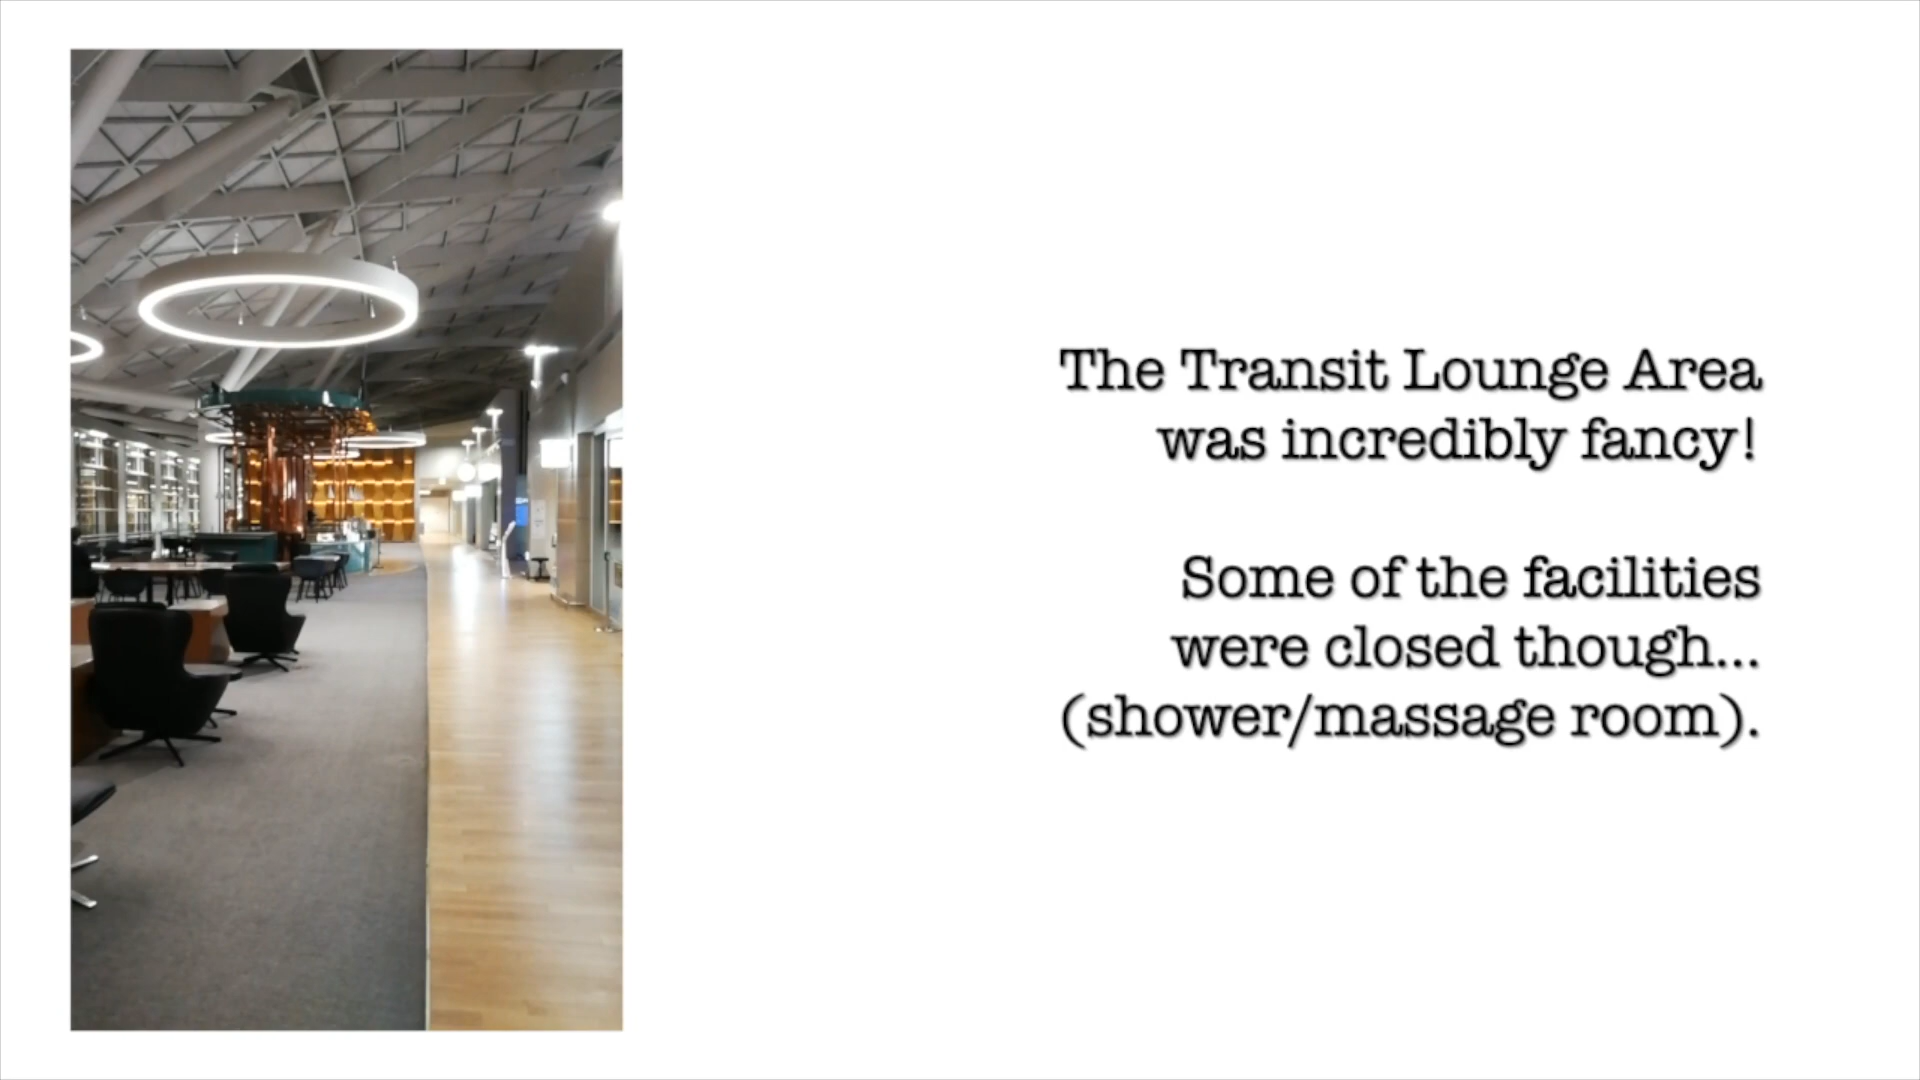 The Transit Lounge Area
was incredibly fancy!
Some of the facilities
were closed though...
(shower/massage room).